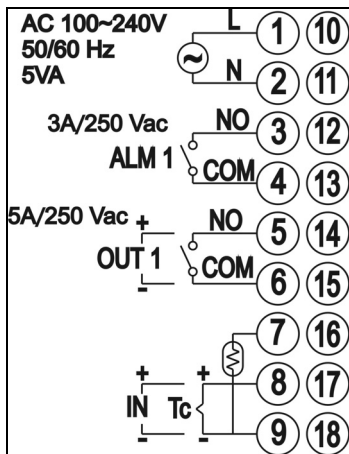 AC 100~240V L 1 10
50/60 Hz
5VA ~ N 2 11
3A/250 Vac NO 3 12
ALM 1 COM 4 13
5A/250 Vac + NO 5 14
OUT 1 COM
- 6 15
7 16
+ + 8 17
IN Tc
- - 9 18